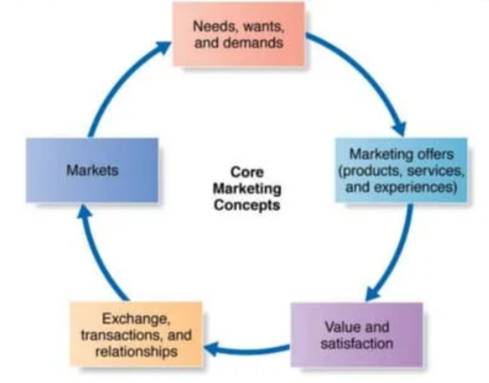 Needs, wants,
and demands
Marketing offers
(products, services,
and experiences)
Markets
Core
Marketing
Concepts
Exchange,
transactions, and
relationships
Value and
satisfaction